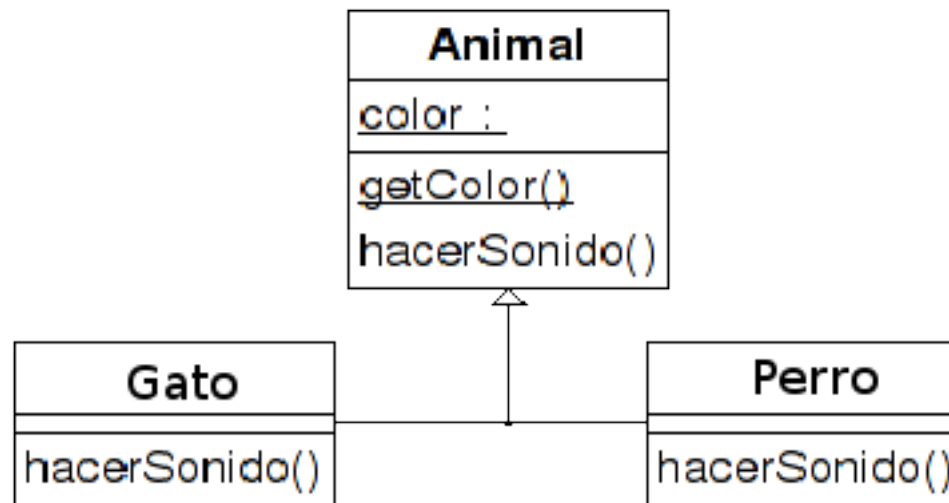 Animal
color :
getColor()
hacerSonido()
Gato
hacerSonido()
Perro
hacerSonido()